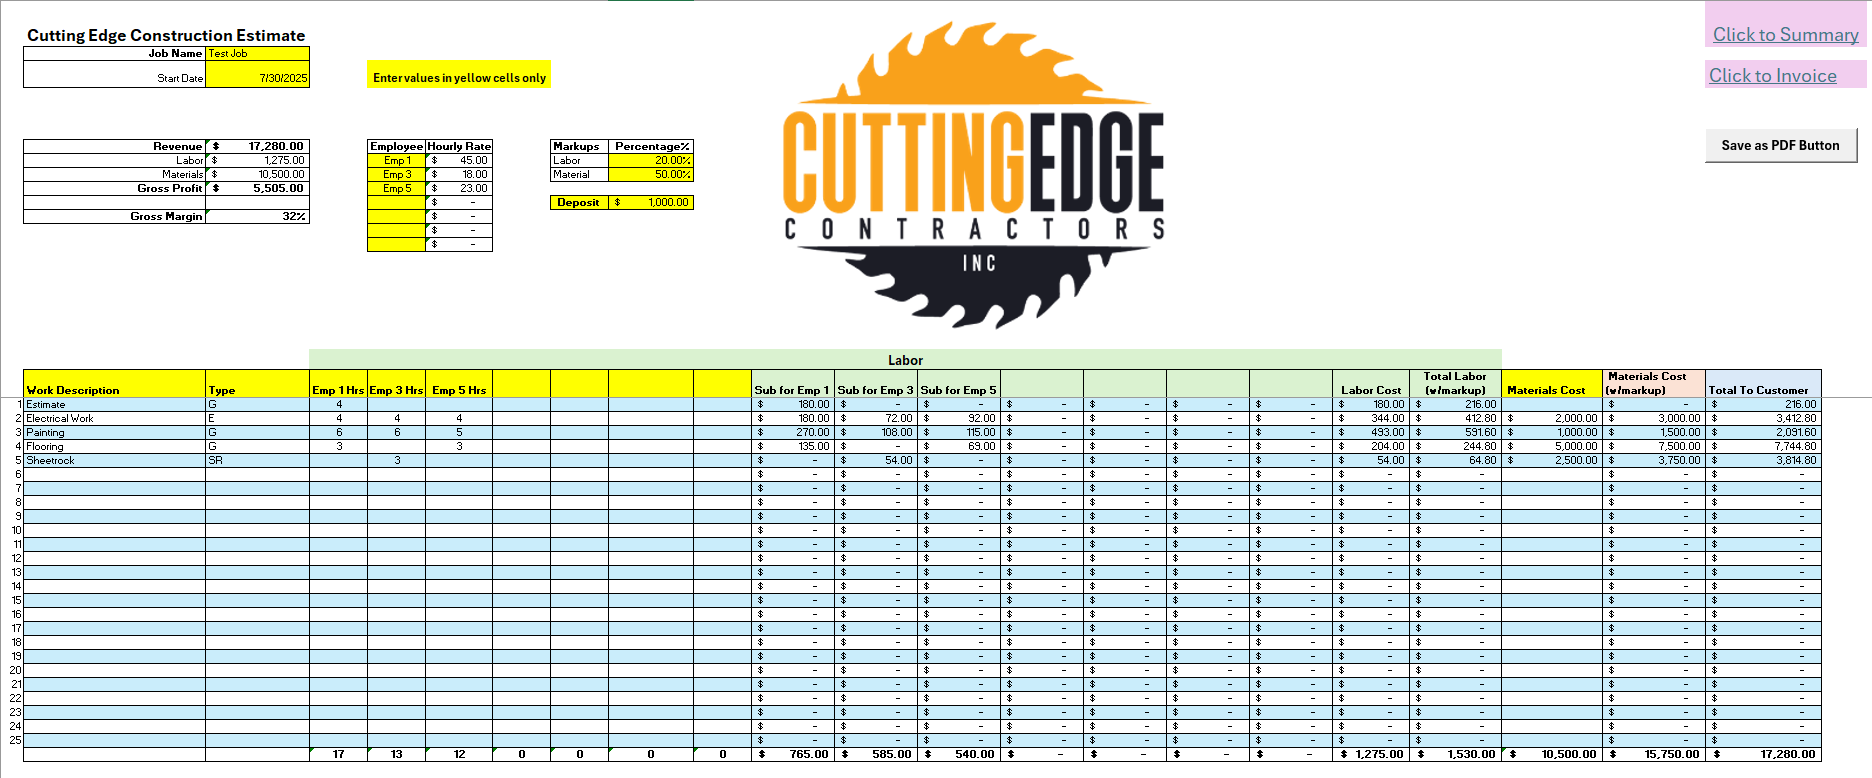 Cutting Edge Construction Estimate
Job Name Test Job
Start Date 7/30/2025
Enter values in yellow cells only
Click to Summary
Click to Invoice
Save as PDF Button
Revenue $ 17,280.00
Labor $ 1,275.00
Materials $ 10,500.00
Gross Profit $ 5,505.00
Gross Margin 32%
Employee Hourly Rate
Emp 1 $ 45.00
Emp 3 $ 18.00
Emp 5 $ 23.00
$ -
$ -
$ -
$ -
Markups Percentage%
Labor 20.00%
Material 50.00%
Deposit $ 1,000.00
CUTTINGEDGE
CONTRACTORS
INC
Labor
Work Description Type Emp 1 Hrs Emp 3 Hrs Emp 5 Hrs Sub for Emp 1 Sub for Emp 3 Sub for Emp 5 Labor Cost Total Labor (w/markup) Materials Cost Materials Cost (w/markup) Total To Customer
1 Estimate G 4 $ 180.00 $ - $ - $ - $ - $ - $ - $ 180.00 $ 216.00 $ - $ 216.00
2 Electrical Work E 4 4 4 $ 180.00 $ 72.00 $ 92.00 $ - $ - $ - $ - $ 344.00 $ 412.80 $ 2,000.00 $ 3,000.00 $ 3,412.80
3 Painting G 6 6 5 $ 270.00 $ 108.00 $ 115.00 $ - $ - $ - $ - $ 493.00 $ 591.60 $ 1,000.00 $ 1,500.00 $ 2,091.60
4 Flooring G 3 3 $ 135.00 $ - $ 69.00 $ - $ - $ - $ - $ 204.00 $ 244.80 $ 5,000.00 $ 7,500.00 $ 7,744.80
5 Sheetrock SR 3 $ - $ 54.00 $ - $ - $ - $ - $ - $ 54.00 $ 64.80 $ 2,500.00 $ 3,750.00 $ 3,814.80
6 $ - $ - $ - $ - $ - $ - $ - $ - $ - $ - $ -
7 $ - $ - $ - $ - $ - $ - $ - $ - $ - $ - $ -
8 $ - $ - $ - $ - $ - $ - $ - $ - $ - $ - $ -
9 $ - $ - $ - $ - $ - $ - $ - $ - $ - $ - $ -
10 $ - $ - $ - $ - $ - $ - $ - $ - $ - $ - $ -
11 $ - $ - $ - $ - $ - $ - $ - $ - $ - $ - $ -
12 $ - $ - $ - $ - $ - $ - $ - $ - $ - $ - $ -
13 $ - $ - $ - $ - $ - $ - $ - $ - $ - $ - $ -
14 $ - $ - $ - $ - $ - $ - $ - $ - $ - $ - $ -
15 $ - $ - $ - $ - $ - $ - $ - $ - $ - $ - $ -
16 $ - $ - $ - $ - $ - $ - $ - $ - $ - $ - $ -
17 $ - $ - $ - $ - $ - $ - $ - $ - $ - $ - $ -
18 $ - $ - $ - $ - $ - $ - $ - $ - $ - $ - $ -
19 $ - $ - $ - $ - $ - $ - $ - $ - $ - $ - $ -
20 $ - $ - $ - $ - $ - $ - $ - $ - $ - $ - $ -
21 $ - $ - $ - $ - $ - $ - $ - $ - $ - $ - $ -
22 $ - $ - $ - $ - $ - $ - $ - $ - $ - $ - $ -
23 $ - $ - $ - $ - $ - $ - $ - $ - $ - $ - $ -
24 $ - $ - $ - $ - $ - $ - $ - $ - $ - $ - $ -
25 $ - $ - $ - $ - $ - $ - $ - $ - $ - $ - $ -
17 13 12 0 0 0 0 $ 765.00 $ 585.00 $ 540.00 $ - $ - $ - $ - $ 1,275.00 $ 1,530.00 $ 10,500.00 $ 15,750.00 $ 17,280.00